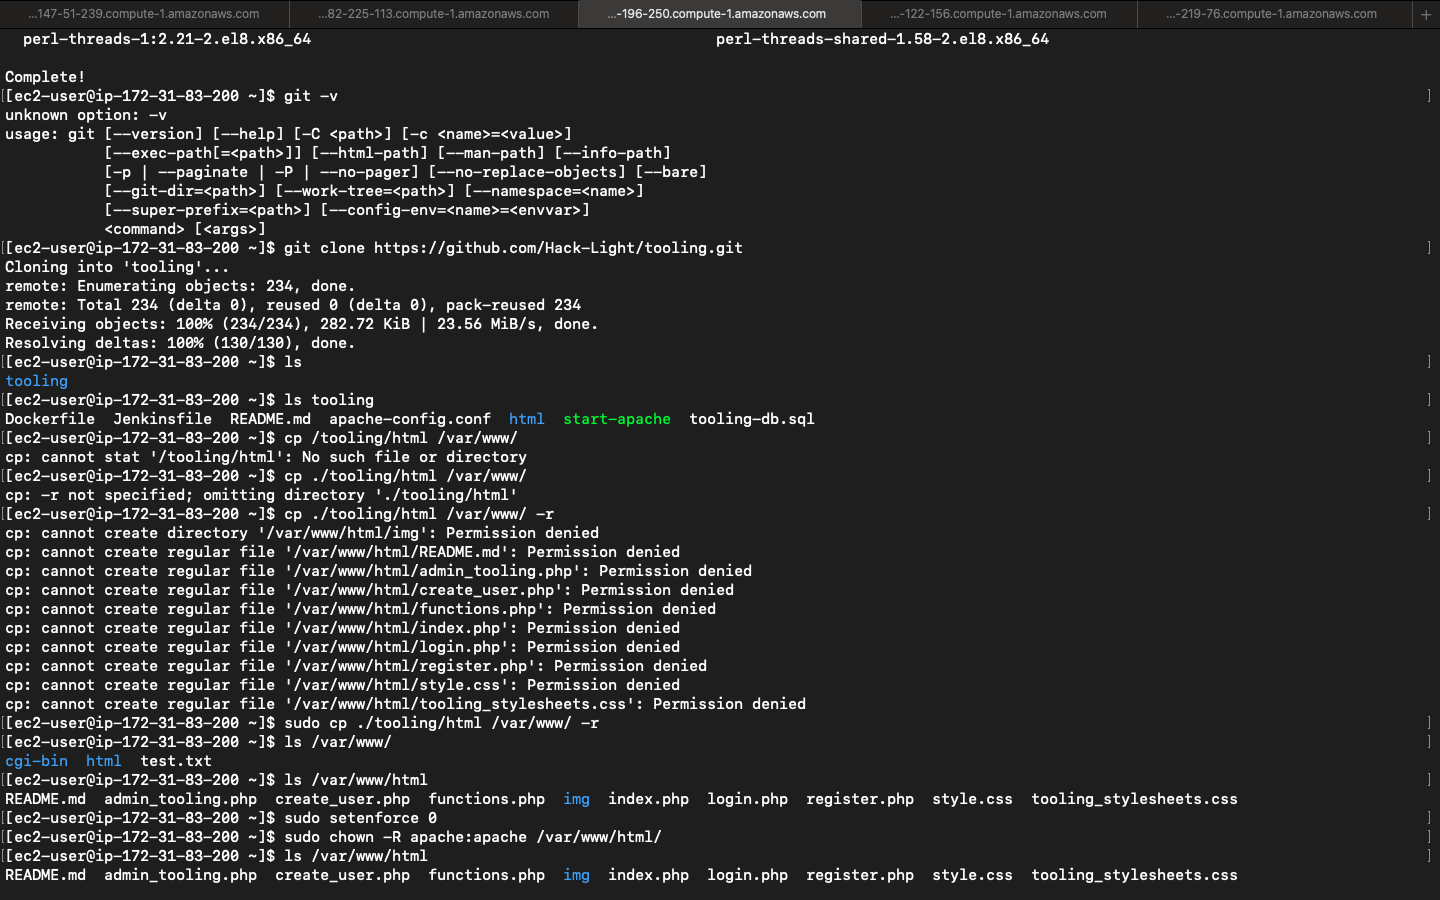 ...147-51-239.compute-1.amazonaws.com ...82-225-113.compute-1.amazonaws.com ...-196-250.compute-1.amazonaws.com ...-122-156.compute-1.amazonaws.com ...-219-76.compute-1.amazonaws.com +
perl-threads-1:2.21-2.el8.x86_64 perl-threads-shared-1.58-2.el8.x86_64
Complete!
[[ec2-user@ip-172-31-83-200 ~]$ git -v ]
unknown option: -v
usage: git [--version] [--help] [-C <path>] [-c <name>=<value>]
[--exec-path[=<path>]] [--html-path] [--man-path] [--info-path]
[-p | --paginate | -P | --no-pager] [--no-replace-objects] [--bare]
[--git-dir=<path>] [--work-tree=<path>] [--namespace=<name>]
[--super-prefix=<path>] [--config-env=<name>=<envvar>]
<command> [<args>]
[[ec2-user@ip-172-31-83-200 ~]$ git clone https://github.com/Hack-Light/tooling.git ]
Cloning into 'tooling'...
remote: Enumerating objects: 234, done.
remote: Total 234 (delta 0), reused 0 (delta 0), pack-reused 234
Receiving objects: 100% (234/234), 282.72 KiB | 23.56 MiB/s, done.
Resolving deltas: 100% (130/130), done.
[[ec2-user@ip-172-31-83-200 ~]$ ls ]
tooling
[[ec2-user@ip-172-31-83-200 ~]$ ls tooling ]
Dockerfile Jenkinsfile README.md apache-config.conf html start-apache tooling-db.sql
[[ec2-user@ip-172-31-83-200 ~]$ cp /tooling/html /var/www/ ]
cp: cannot stat '/tooling/html': No such file or directory
[[ec2-user@ip-172-31-83-200 ~]$ cp ./tooling/html /var/www/ ]
cp: -r not specified; omitting directory './tooling/html'
[[ec2-user@ip-172-31-83-200 ~]$ cp ./tooling/html /var/www/ -r ]
cp: cannot create directory '/var/www/html/img': Permission denied
cp: cannot create regular file '/var/www/html/README.md': Permission denied
cp: cannot create regular file '/var/www/html/admin_tooling.php': Permission denied
cp: cannot create regular file '/var/www/html/create_user.php': Permission denied
cp: cannot create regular file '/var/www/html/functions.php': Permission denied
cp: cannot create regular file '/var/www/html/index.php': Permission denied
cp: cannot create regular file '/var/www/html/login.php': Permission denied
cp: cannot create regular file '/var/www/html/register.php': Permission denied
cp: cannot create regular file '/var/www/html/style.css': Permission denied
cp: cannot create regular file '/var/www/html/tooling_stylesheets.css': Permission denied
[[ec2-user@ip-172-31-83-200 ~]$ sudo cp ./tooling/html /var/www/ -r ]
[[ec2-user@ip-172-31-83-200 ~]$ ls /var/www/ ]
cgi-bin html test.txt
[[ec2-user@ip-172-31-83-200 ~]$ ls /var/www/html ]
README.md admin_tooling.php create_user.php functions.php img index.php login.php register.php style.css tooling_stylesheets.css
[[ec2-user@ip-172-31-83-200 ~]$ sudo setenforce 0 ]
[[ec2-user@ip-172-31-83-200 ~]$ sudo chown -R apache:apache /var/www/html/ ]
[[ec2-user@ip-172-31-83-200 ~]$ ls /var/www/html ]
README.md admin_tooling.php create_user.php functions.php img index.php login.php register.php style.css tooling_stylesheets.css